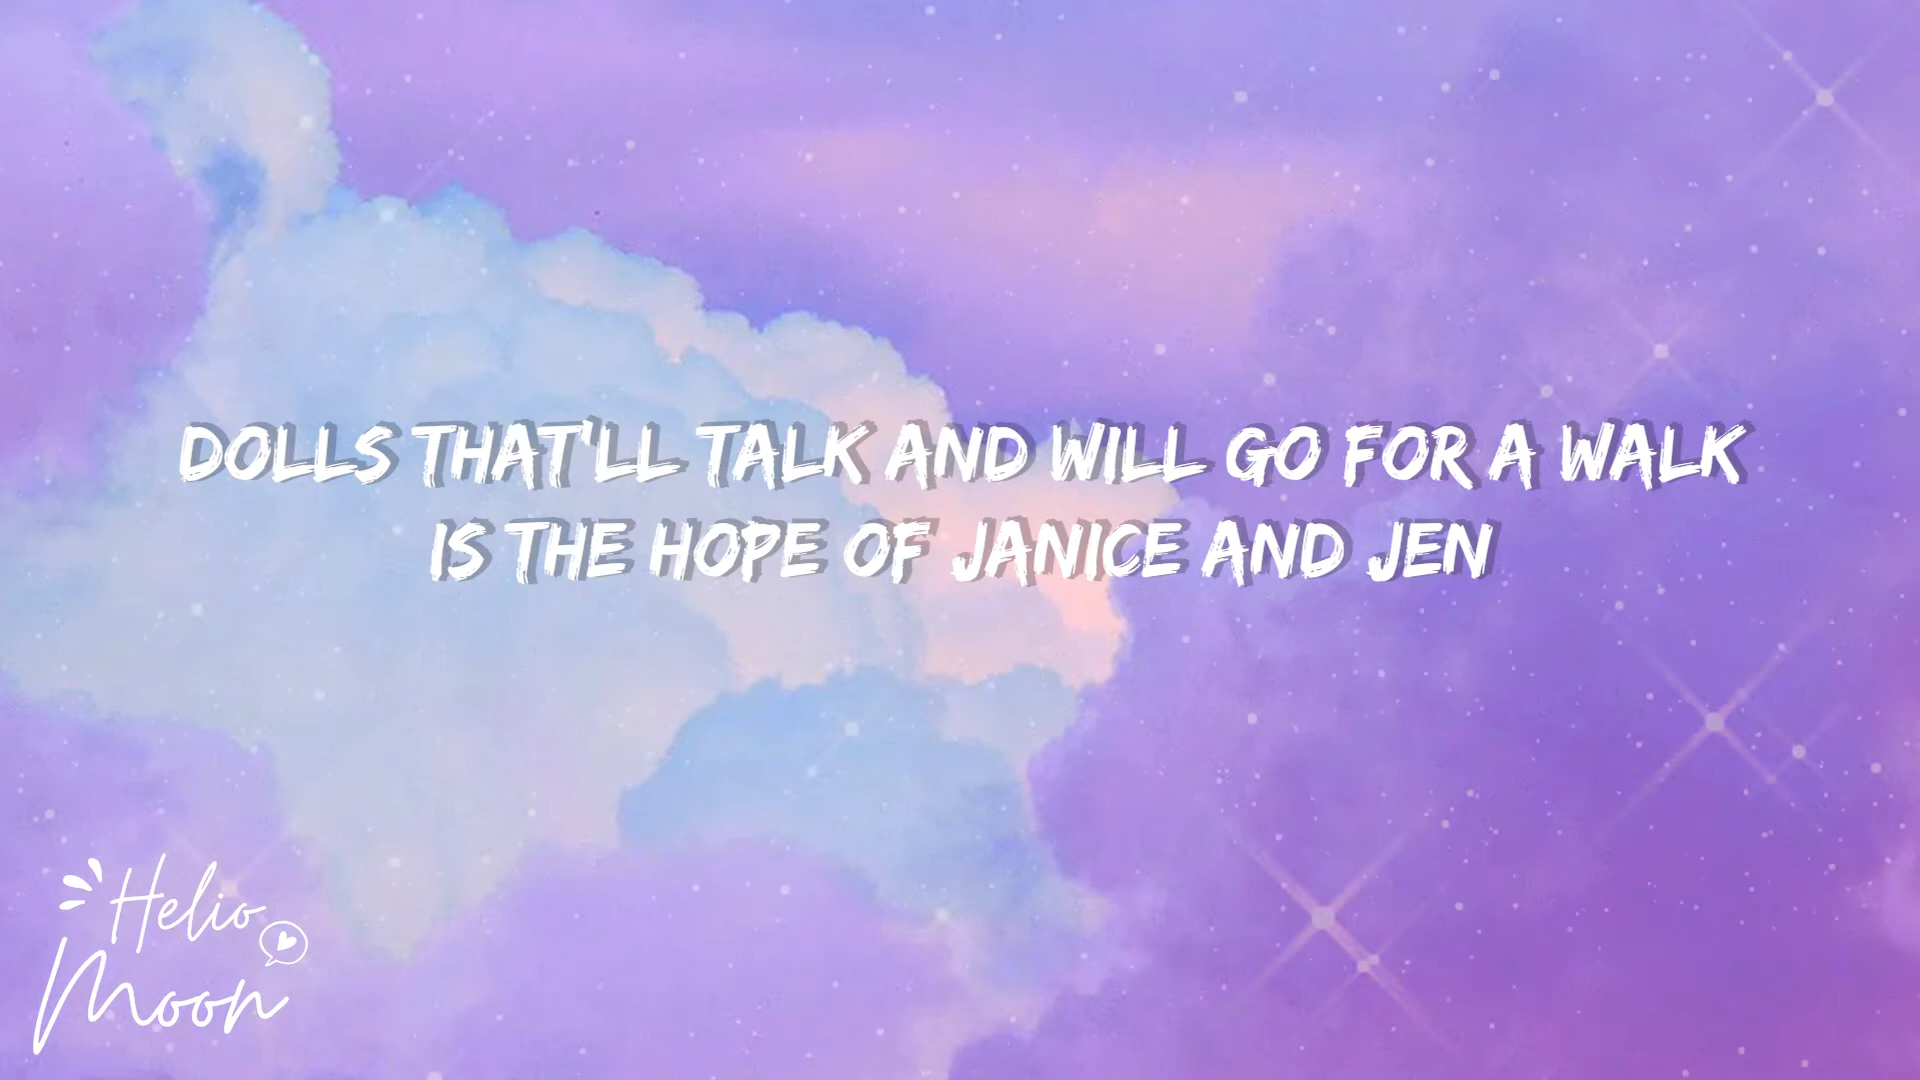 DOLLS THAT'LL TALK AND WILL GO FOR A WALK
IS THE HOPE OF JANICE AND JEN
Helio
Moon